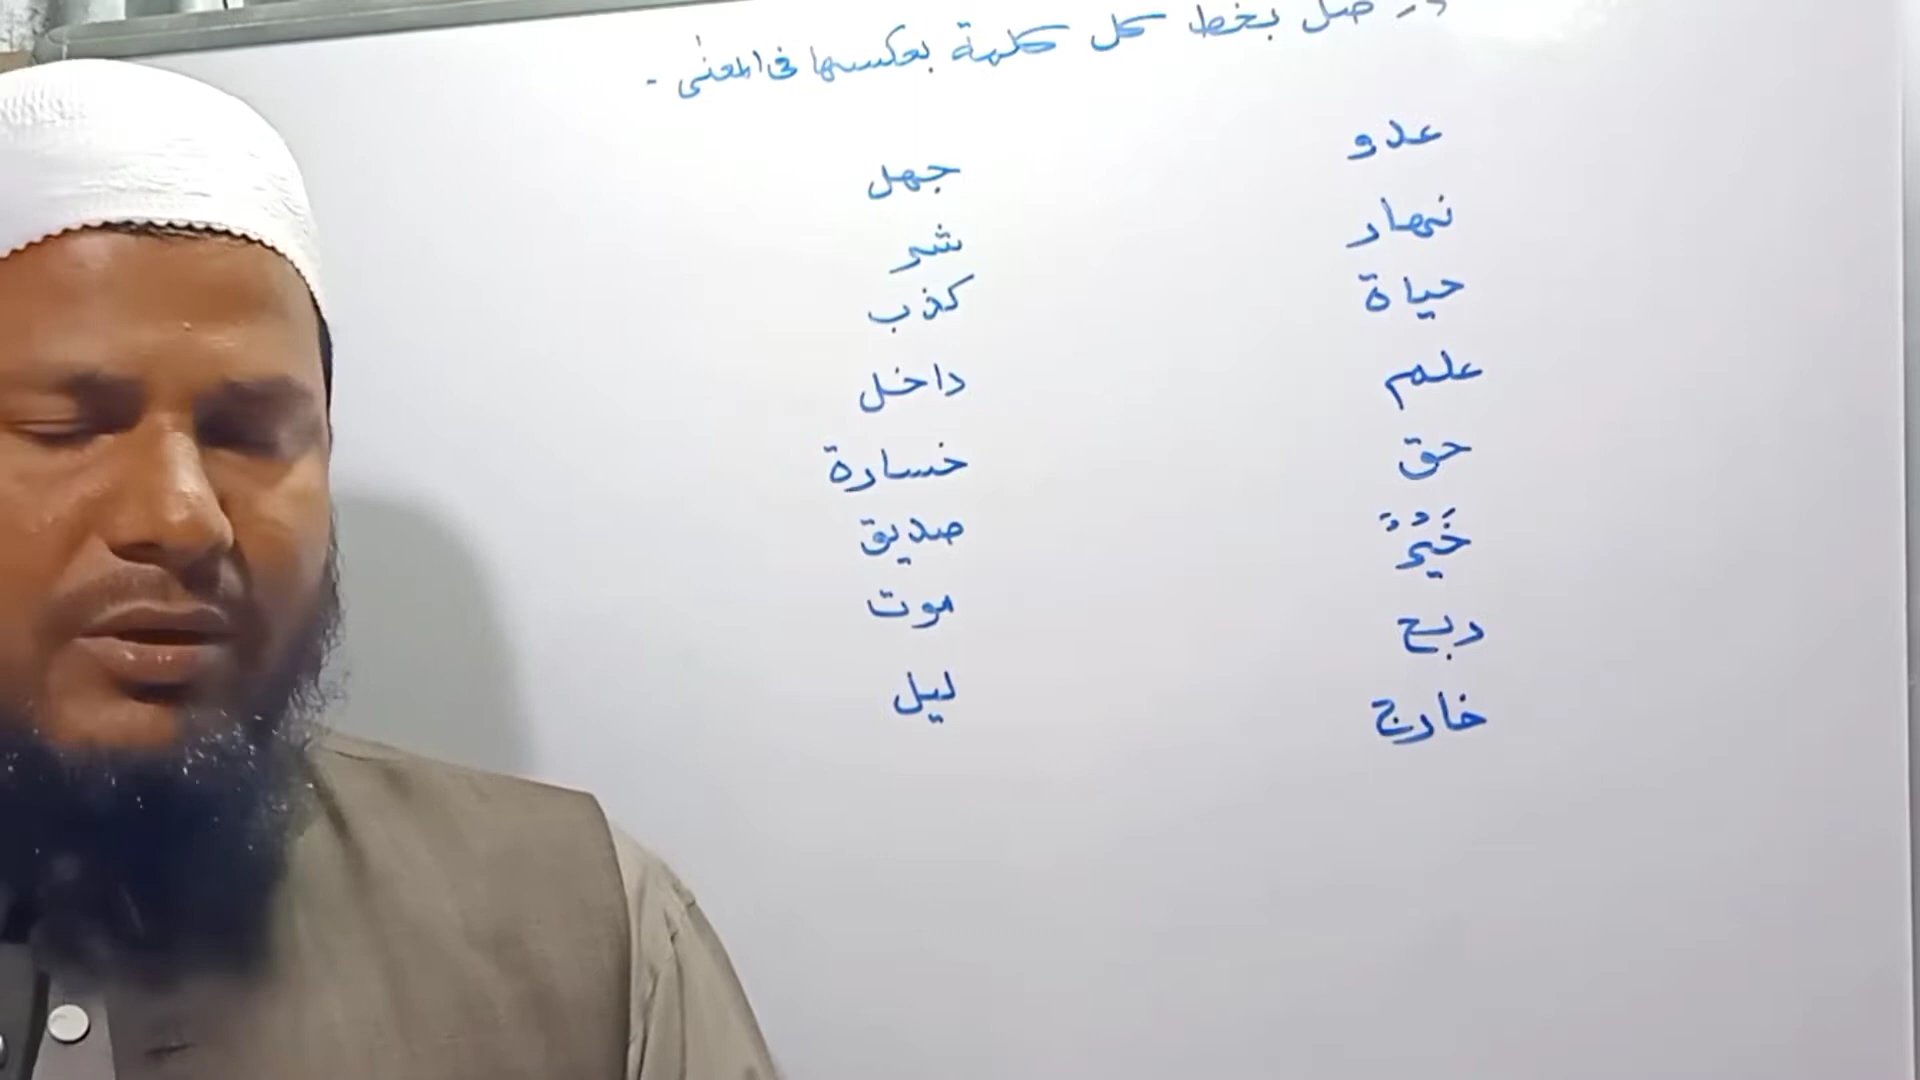 صل بخط كل كلمة بعكسها في المعنى .
عدو جهل
نهار شر
حياة كذب
علم داخل
حق خسارة
خَيْرٌ صديق
ربح موت
خارج ليل